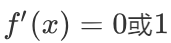 f′(x) = 0或1